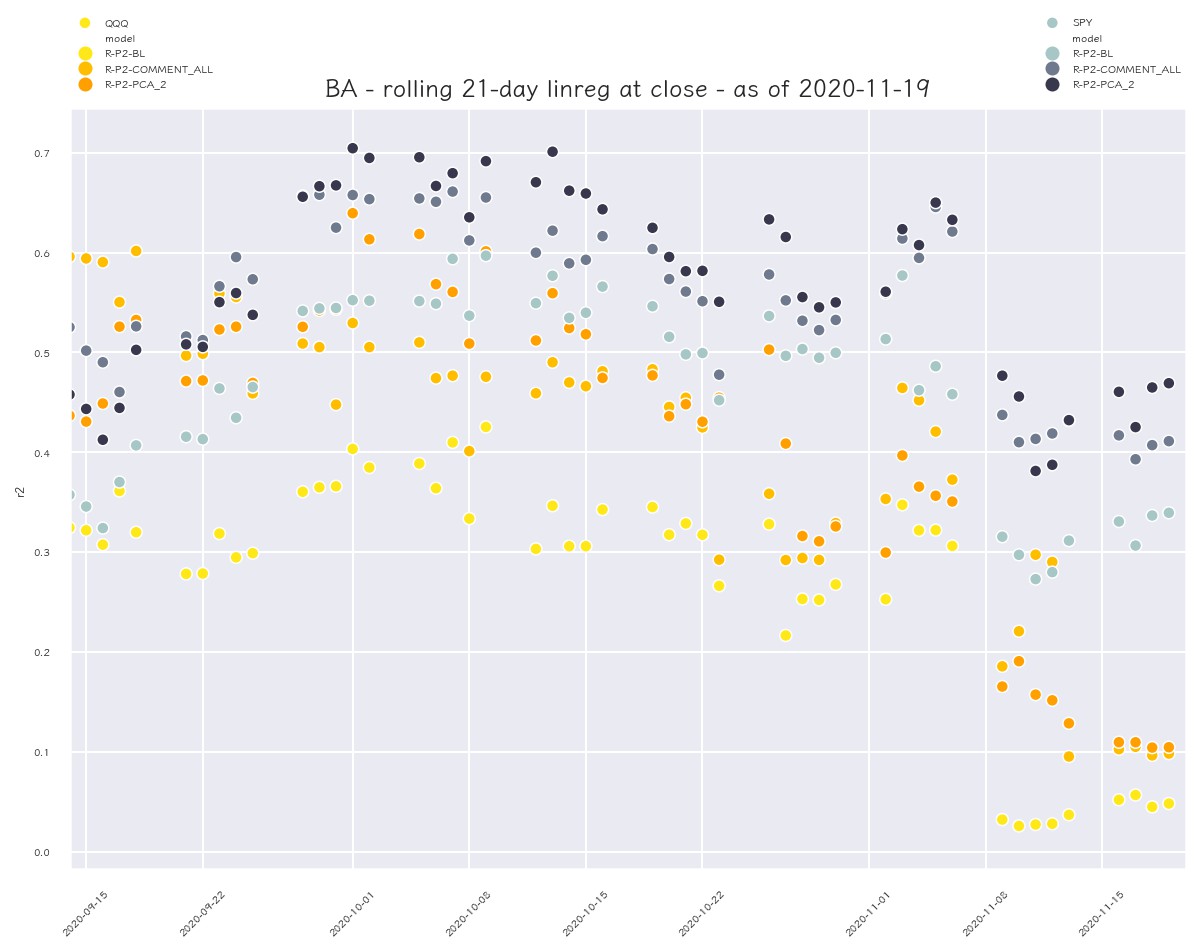 QQQ
model
R-P2-BL
R-P2-COMMENT_ALL
R-P2-PCA_2
SPY
model
R-P2-BL
R-P2-COMMENT_ALL
R-P2-PCA_2
BA - rolling 21-day linreg at close - as of 2020-11-19
0.7
0.6
0.5
0.4
r2
0.3
0.2
0.1
0.0
2020-09-15
2020-09-22
2020-10-01
2020-10-08
2020-10-15
2020-10-22
2020-11-01
2020-11-08
2020-11-15